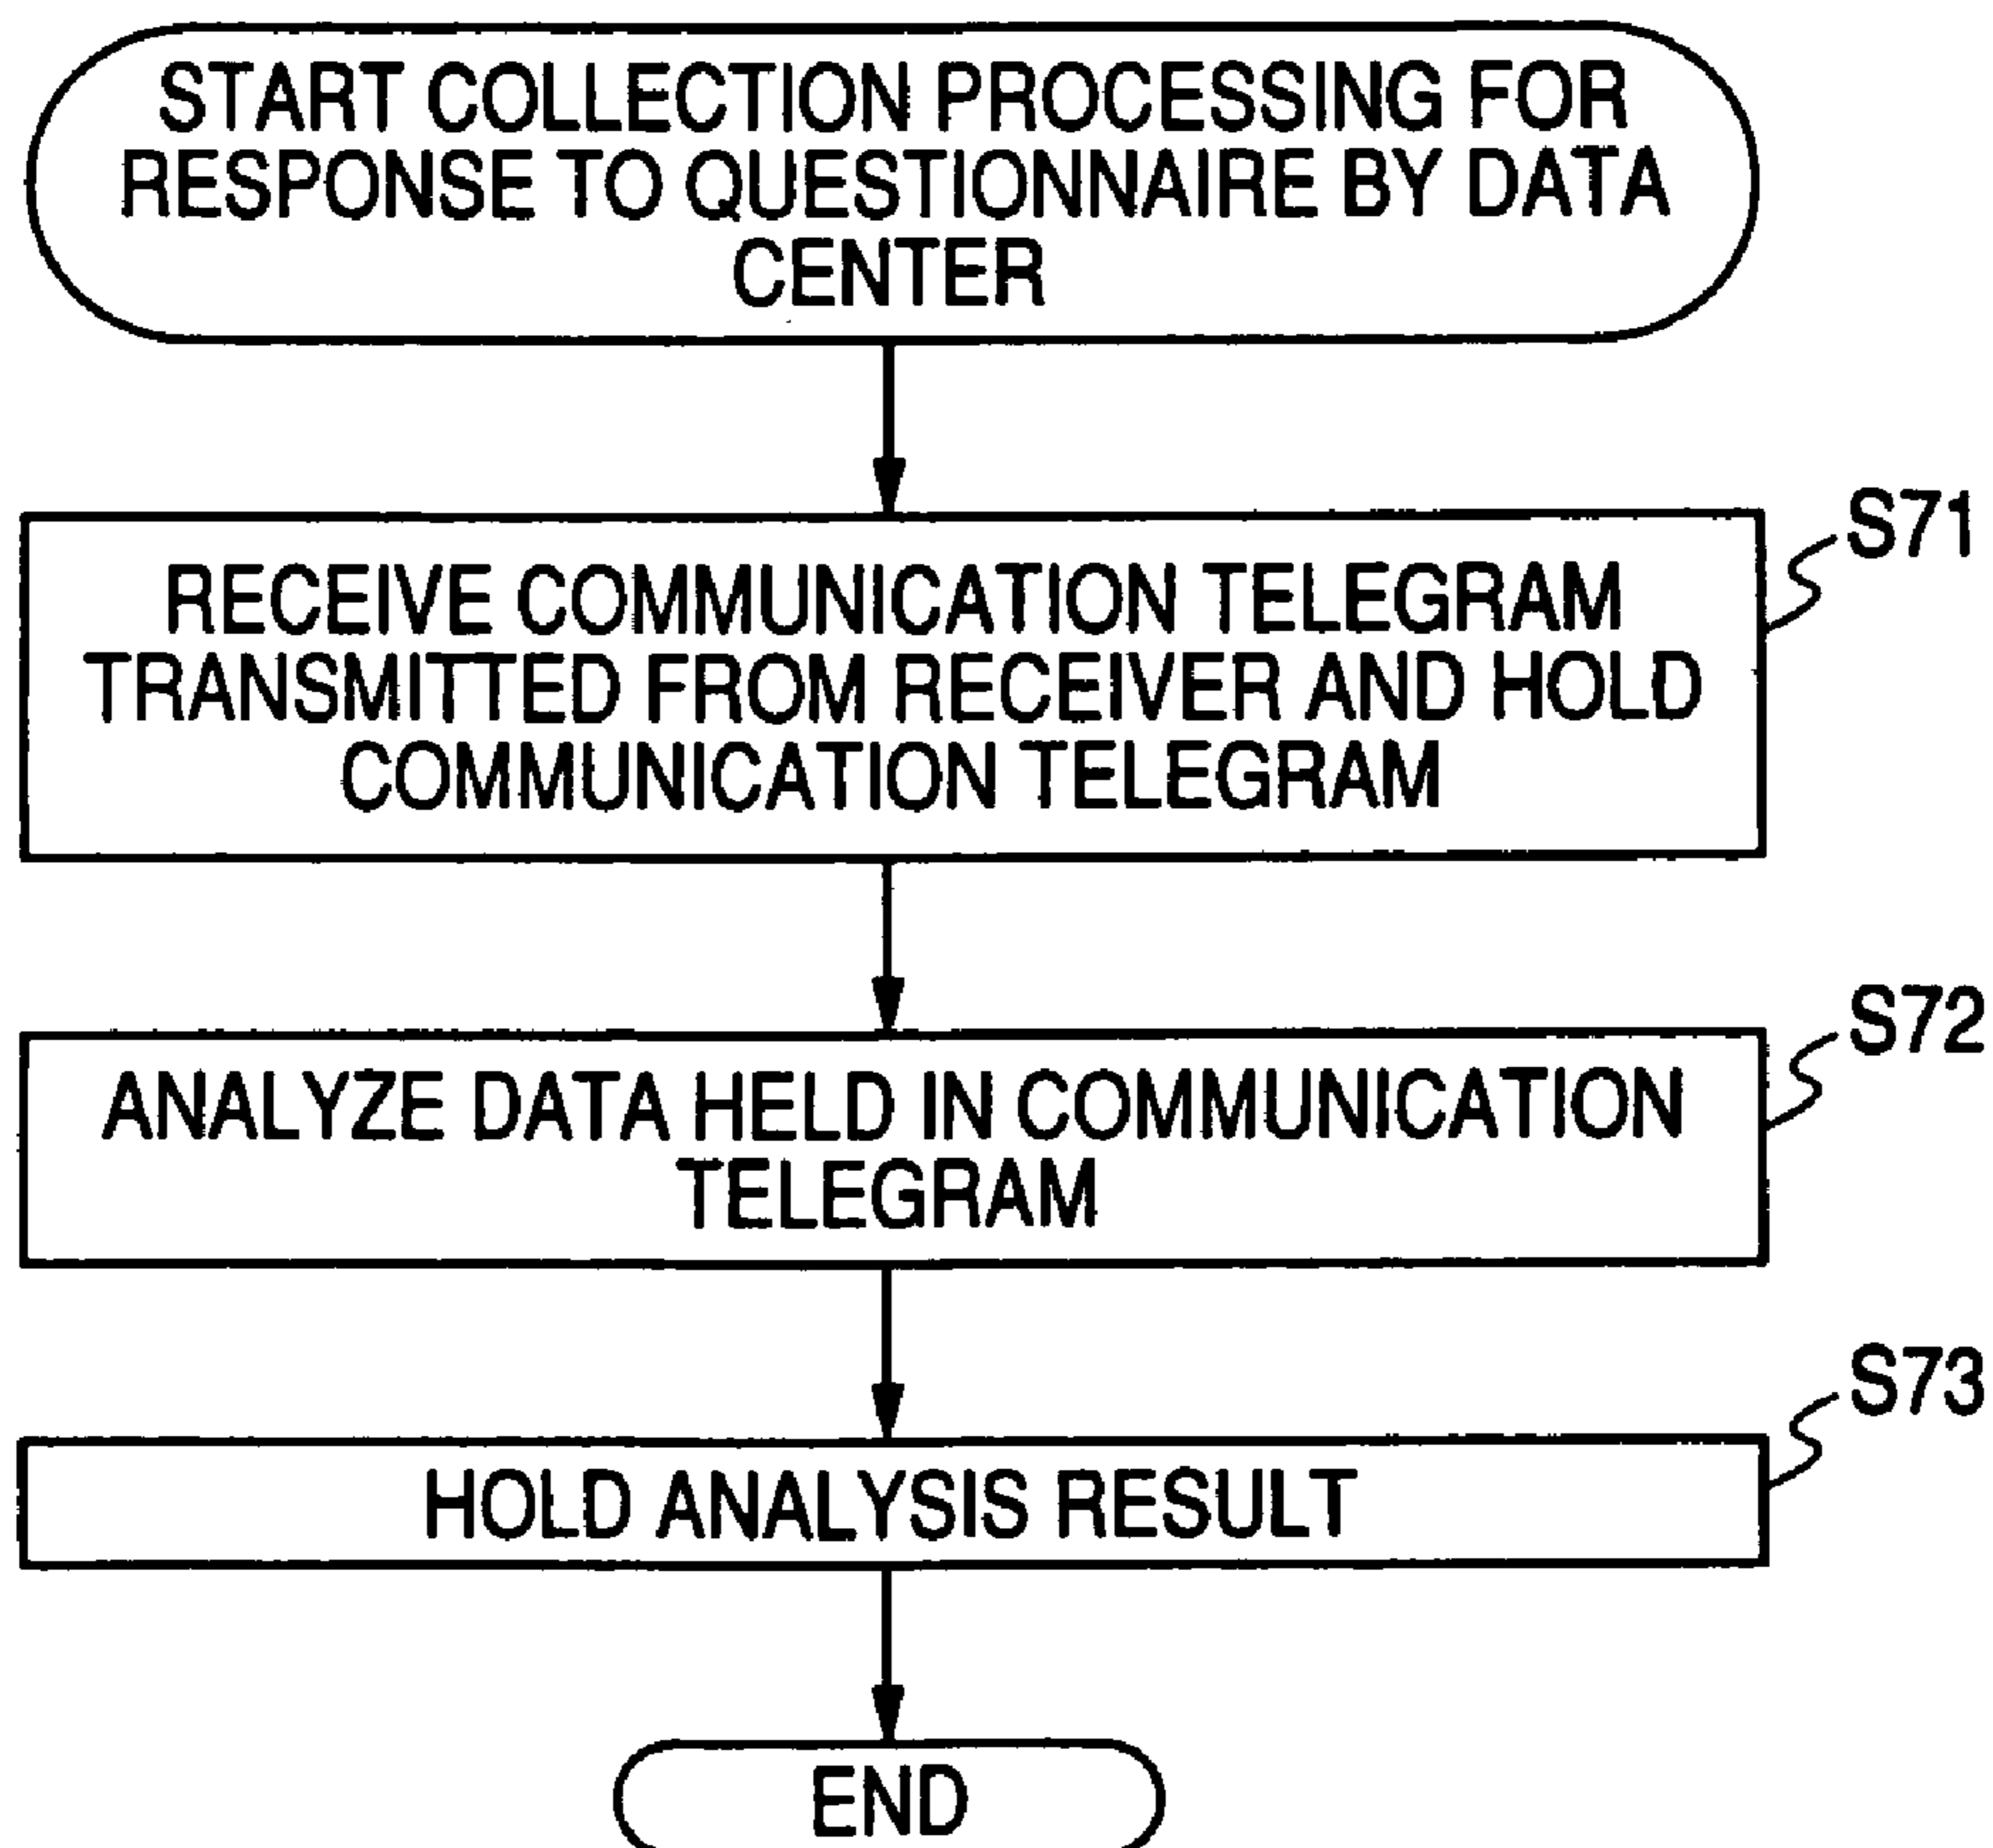 START COLLECTION PROCESSING FOR
RESPONSE TO QUESTIONNAIRE BY DATA
CENTER
S71
RECEIVE COMMUNICATION TELEGRAM
TRANSMITTED FROM RECEIVER AND HOLD
COMMUNICATION TELEGRAM
S72
ANALYZE DATA HELD IN COMMUNICATION
TELEGRAM
S73
HOLD ANALYSIS RESULT
END